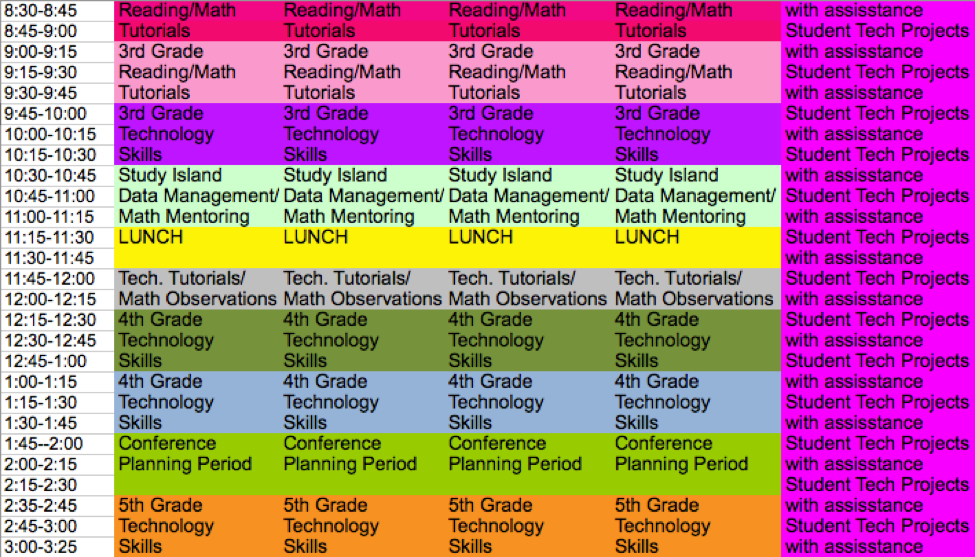 8:30-8:45 Reading/Math Reading/Math Reading/Math Reading/Math with assisstance
8:45-9:00 Tutorials Tutorials Tutorials Tutorials Student Tech Projects
9:00-9:15 3rd Grade 3rd Grade 3rd Grade 3rd Grade with assisstance
9:15-9:30 Reading/Math Reading/Math Reading/Math Reading/Math Student Tech Projects
9:30-9:45 Tutorials Tutorials Tutorials Tutorials with assisstance
9:45-10:00 3rd Grade 3rd Grade 3rd Grade 3rd Grade Student Tech Projects
10:00-10:15 Technology Technology Technology Technology with assisstance
10:15-10:30 Skills Skills Skills Skills Student Tech Projects
10:30-10:45 Study Island Study Island Study Island Study Island with assisstance
10:45-11:00 Data Management/ Data Management/ Data Management/ Data Management/ Student Tech Projects
11:00-11:15 Math Mentoring Math Mentoring Math Mentoring Math Mentoring with assisstance
11:15-11:30 LUNCH LUNCH LUNCH LUNCH Student Tech Projects
11:30-11:45 with assisstance
11:45-12:00 Tech. Tutorials/ Tech. Tutorials/ Tech. Tutorials/ Tech. Tutorials/ Student Tech Projects
12:00-12:15 Math Observations Math Observations Math Observations Math Observations with assisstance
12:15-12:30 4th Grade 4th Grade 4th Grade 4th Grade Student Tech Projects
12:30-12:45 Technology Technology Technology Technology with assisstance
12:45-1:00 Skills Skills Skills Skills Student Tech Projects
1:00-1:15 4th Grade 4th Grade 4th Grade 4th Grade with assisstance
1:15-1:30 Technology Technology Technology Technology Student Tech Projects
1:30-1:45 Skills Skills Skills Skills with assisstance
1:45--2:00 Conference Conference Conference Conference Student Tech Projects
2:00-2:15 Planning Period Planning Period Planning Period Planning Period with assisstance
2:15-2:30 Student Tech Projects
2:35-2:45 5th Grade 5th Grade 5th Grade 5th Grade with assisstance
2:45-3:00 Technology Technology Technology Technology Student Tech Projects
3:00-3:25 Skills Skills Skills Skills with assisstance